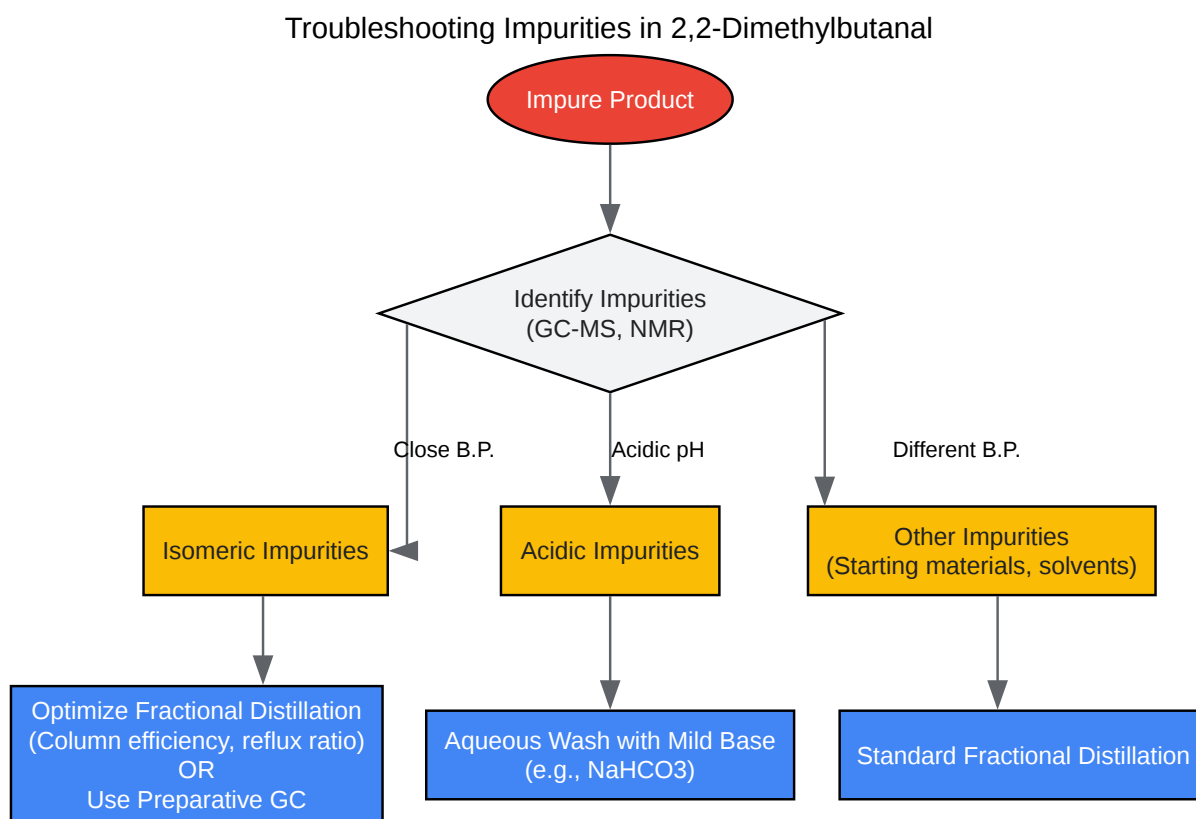 Troubleshooting Impurities in 2,2-Dimethylbutanal
Impure Product
Identify Impurities
(GC-MS, NMR)
Close B.P.
Acidic pH
Different B.P.
Isomeric Impurities
Acidic Impurities
Other Impurities
(Starting materials, solvents)
Optimize Fractional Distillation
(Column efficiency, reflux ratio)
OR
Use Preparative GC
Aqueous Wash with Mild Base
(e.g., NaHCO3)
Standard Fractional Distillation